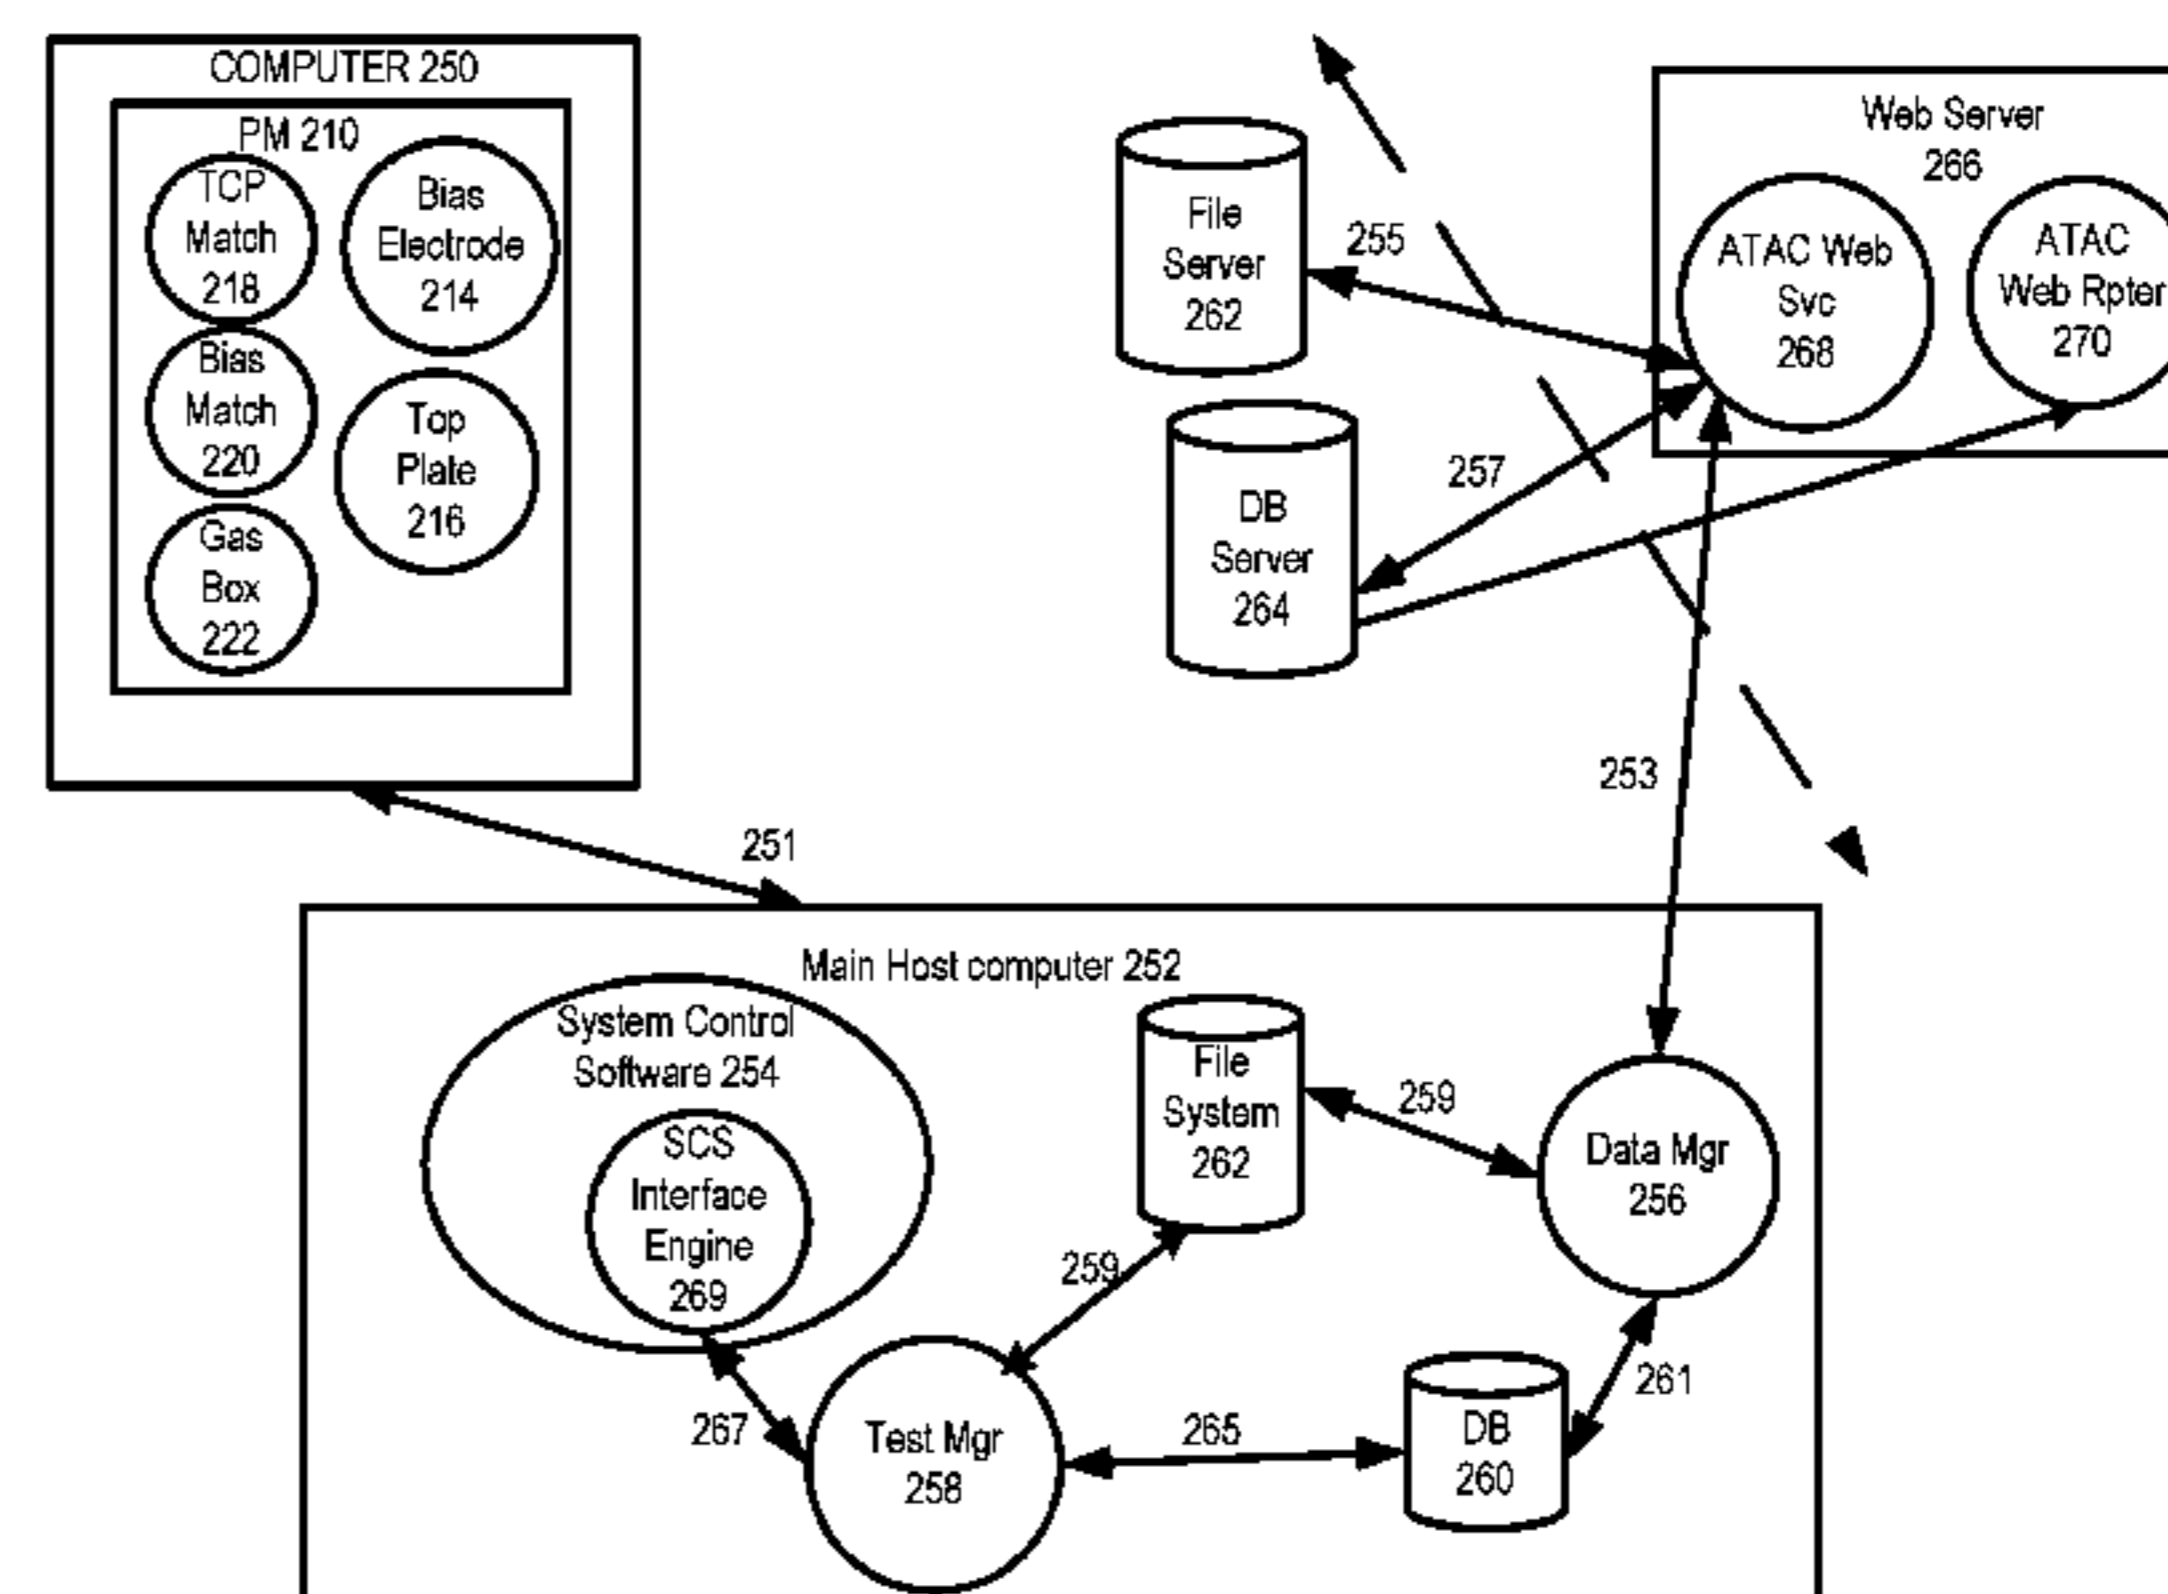 COMPUTER 250
PM 210
TCP
Match
218
Bias
Electrode
214
Bias
Match
220
Top
Plate
216
Gas
Box
222
File
Server
262
255
Web Server
266
ATAC Web
Svc
268
ATAC
Web Rpter
270
DB
Server
264
257
253
251
Main Host computer 252
System Control
Software 254
SCS
Interface
Engine
269
File
System
262
259
Data Mgr
256
259
267
Test Mgr
258
265
DB
260
261